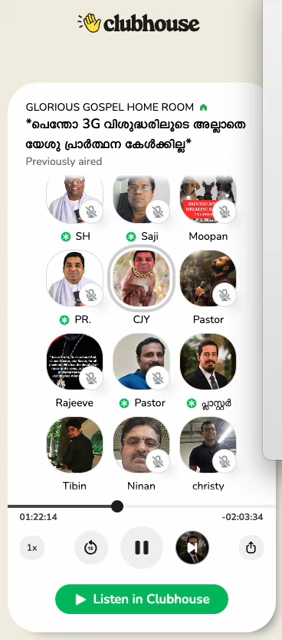 clubhouse
GLORIOUS GOSPEL HOME ROOM
*പെന്തോ 3G വിശുദ്ധരിലൂടെ അല്ലാതെ
യേശു പ്രാർത്ഥന കേൾക്കില്ല*
Previously aired
SH Saji Moopan
PR. CJY Pastor
Rajeeve Pastor പ്ലാസ്റ്റർ
Tibin Ninan christy
01:22:14 -02:03:34
1x 15
Listen in Clubhouse